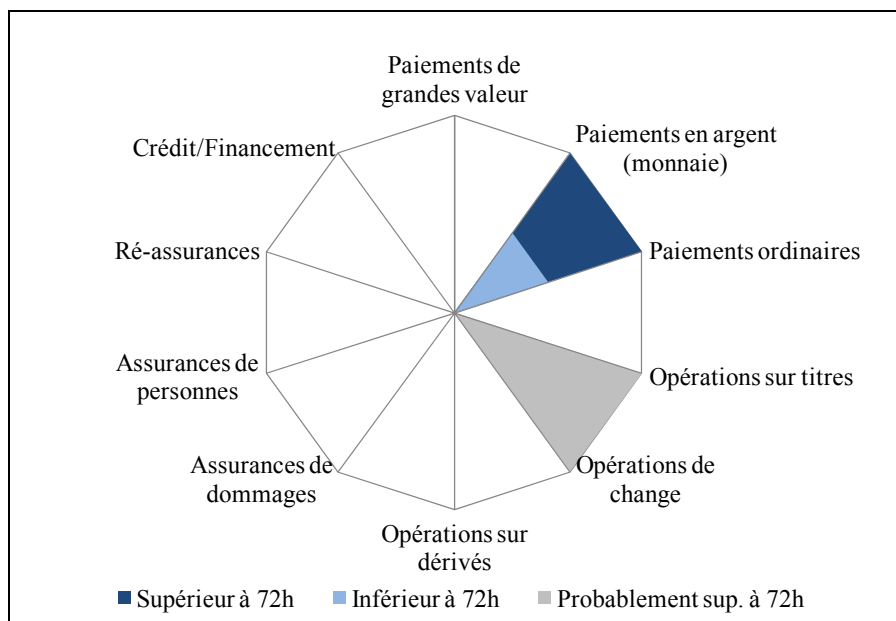 Paiements de
grandes valeur
Paiements en argent
(monnaie)
Paiements ordinaires
Opérations sur titres
Opérations de
change
Opérations sur
dérivés
Assurances de
dommages
Assurances de
personnes
Ré-assurances
Crédit/Financement
Supérieur à 72h
Inférieur à 72h
Probablement sup. à 72h